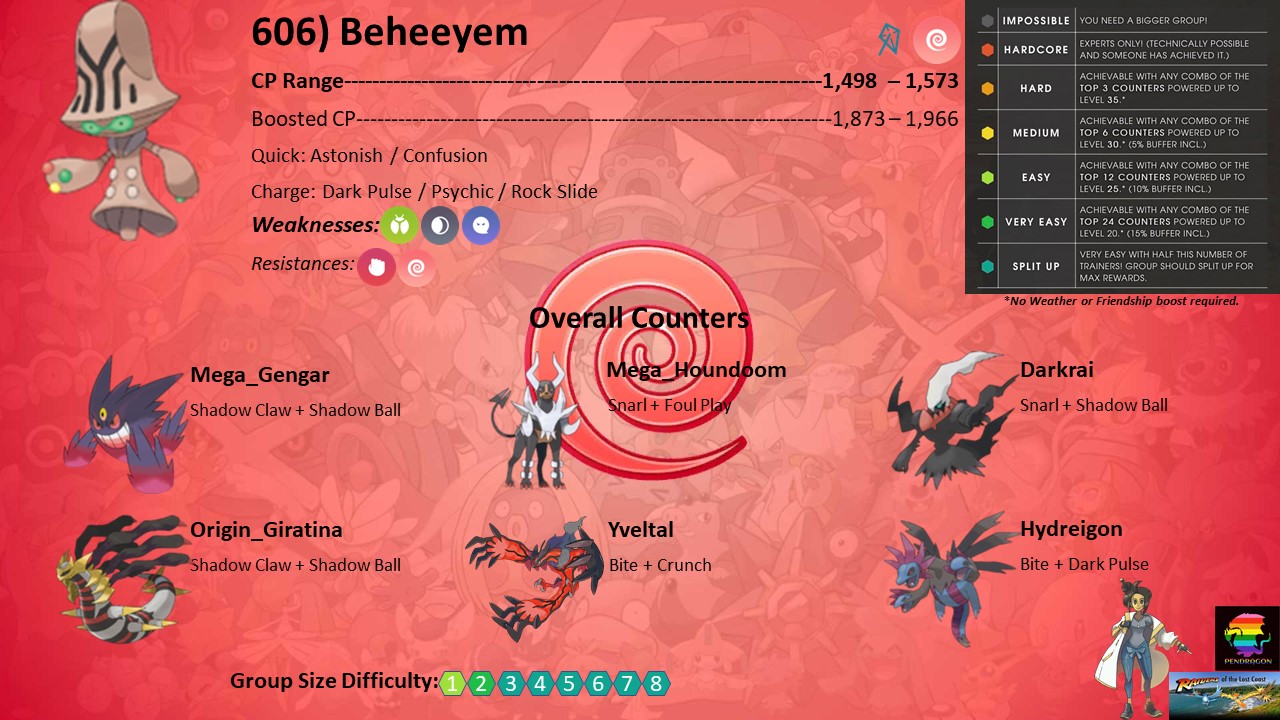 606) Beheeyem
CP Range-----------------------------------------------------------------------------------1,498 – 1,573
Boosted CP-----------------------------------------------------------------------------------1,873 – 1,966
Quick: Astonish / Confusion
Charge: Dark Pulse / Psychic / Rock Slide
Weaknesses:
Resistances:
IMPOSSIBLE YOU NEED A BIGGER GROUP!
HARDCORE EXPERTS ONLY! (TECHNICALLY POSSIBLE
AND SOMEONE HAS ACHIEVED IT.)
HARD ACHIEVABLE WITH ANY COMBO OF THE
TOP 3 COUNTERS POWERED UP TO
LEVEL 35.*
MEDIUM ACHIEVABLE WITH ANY COMBO OF THE
TOP 6 COUNTERS POWERED UP TO
LEVEL 30.* (5% BUFFER INCL.)
EASY ACHIEVABLE WITH ANY COMBO OF THE
TOP 12 COUNTERS POWERED UP TO
LEVEL 25.* (10% BUFFER INCL.)
VERY EASY ACHIEVABLE WITH ANY COMBO OF THE
TOP 24 COUNTERS POWERED UP TO
LEVEL 20.* (15% BUFFER INCL.)
SPLIT UP VERY EASY WITH HALF THIS NUMBER OF
TRAINERS! GROUP SHOULD SPLIT UP FOR
MAX REWARDS.
*No Weather or Friendship boost required.
Overall Counters
Mega_Gengar
Shadow Claw + Shadow Ball
Mega_Houndoom
Snarl + Foul Play
Darkrai
Snarl + Shadow Ball
Origin_Giratina
Shadow Claw + Shadow Ball
Yveltal
Bite + Crunch
Hydreigon
Bite + Dark Pulse
Group Size Difficulty: 1 2 3 4 5 6 7 8
PENDRAGON
RAIDERS of the Lost Coast